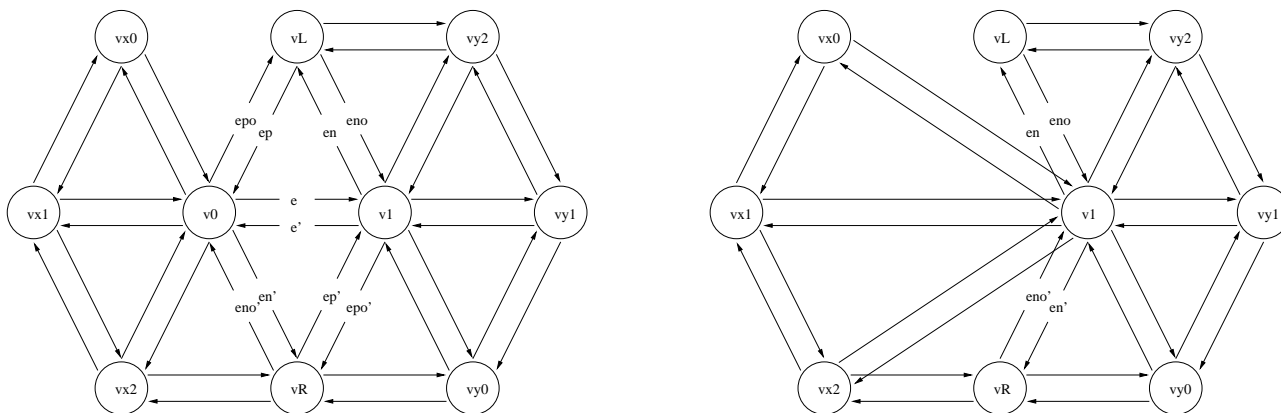 vx0
vL
vy2
epo
ep
en
eno
vx1
v0
e
e'
v1
vy1
eno'
en'
ep'
epo'
vx2
vR
vy0
vx0
vL
vy2
en
eno
vx1
v1
vy1
eno'
en'
vx2
vR
vy0